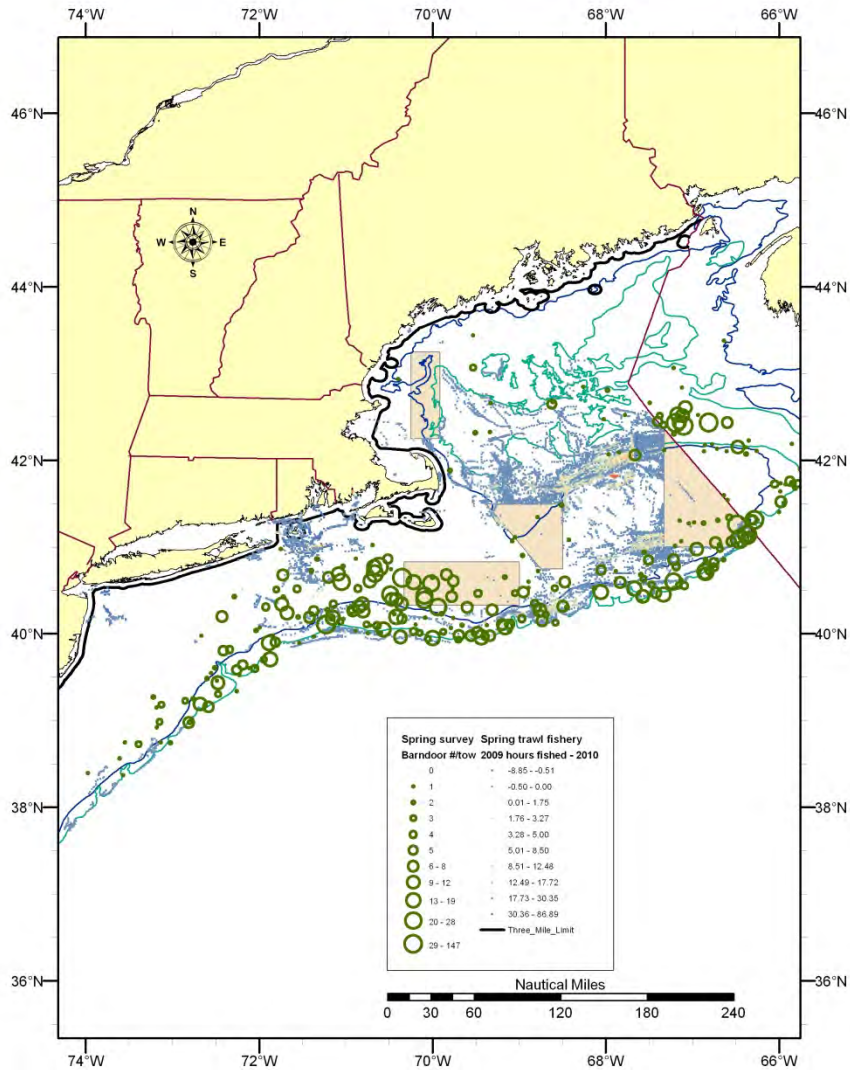 74°W 72°W 70°W 68°W 66°W
46°N 46°N
N
W E
S
44°N 44°N
42°N 42°N
40°N 40°N
38°N 38°N
36°N 36°N
Spring survey Spring trawl fishery
Barndoor #/tow 2009 hours fished - 2010
0 -8.85 - -0.51
1 -0.50 - 0.00
2 0.01 - 1.75
3 1.76 - 3.27
4 3.28 - 5.00
5 5.01 - 8.50
6 - 8 8.51 - 12.48
9 - 12 12.49 - 17.72
13 - 19 17.73 - 30.35
20 - 28 30.36 - 86.89
29 - 147 Three_Mile_Limit
Nautical Miles
0 30 60 120 180 240
74°W 72°W 70°W 68°W 66°W